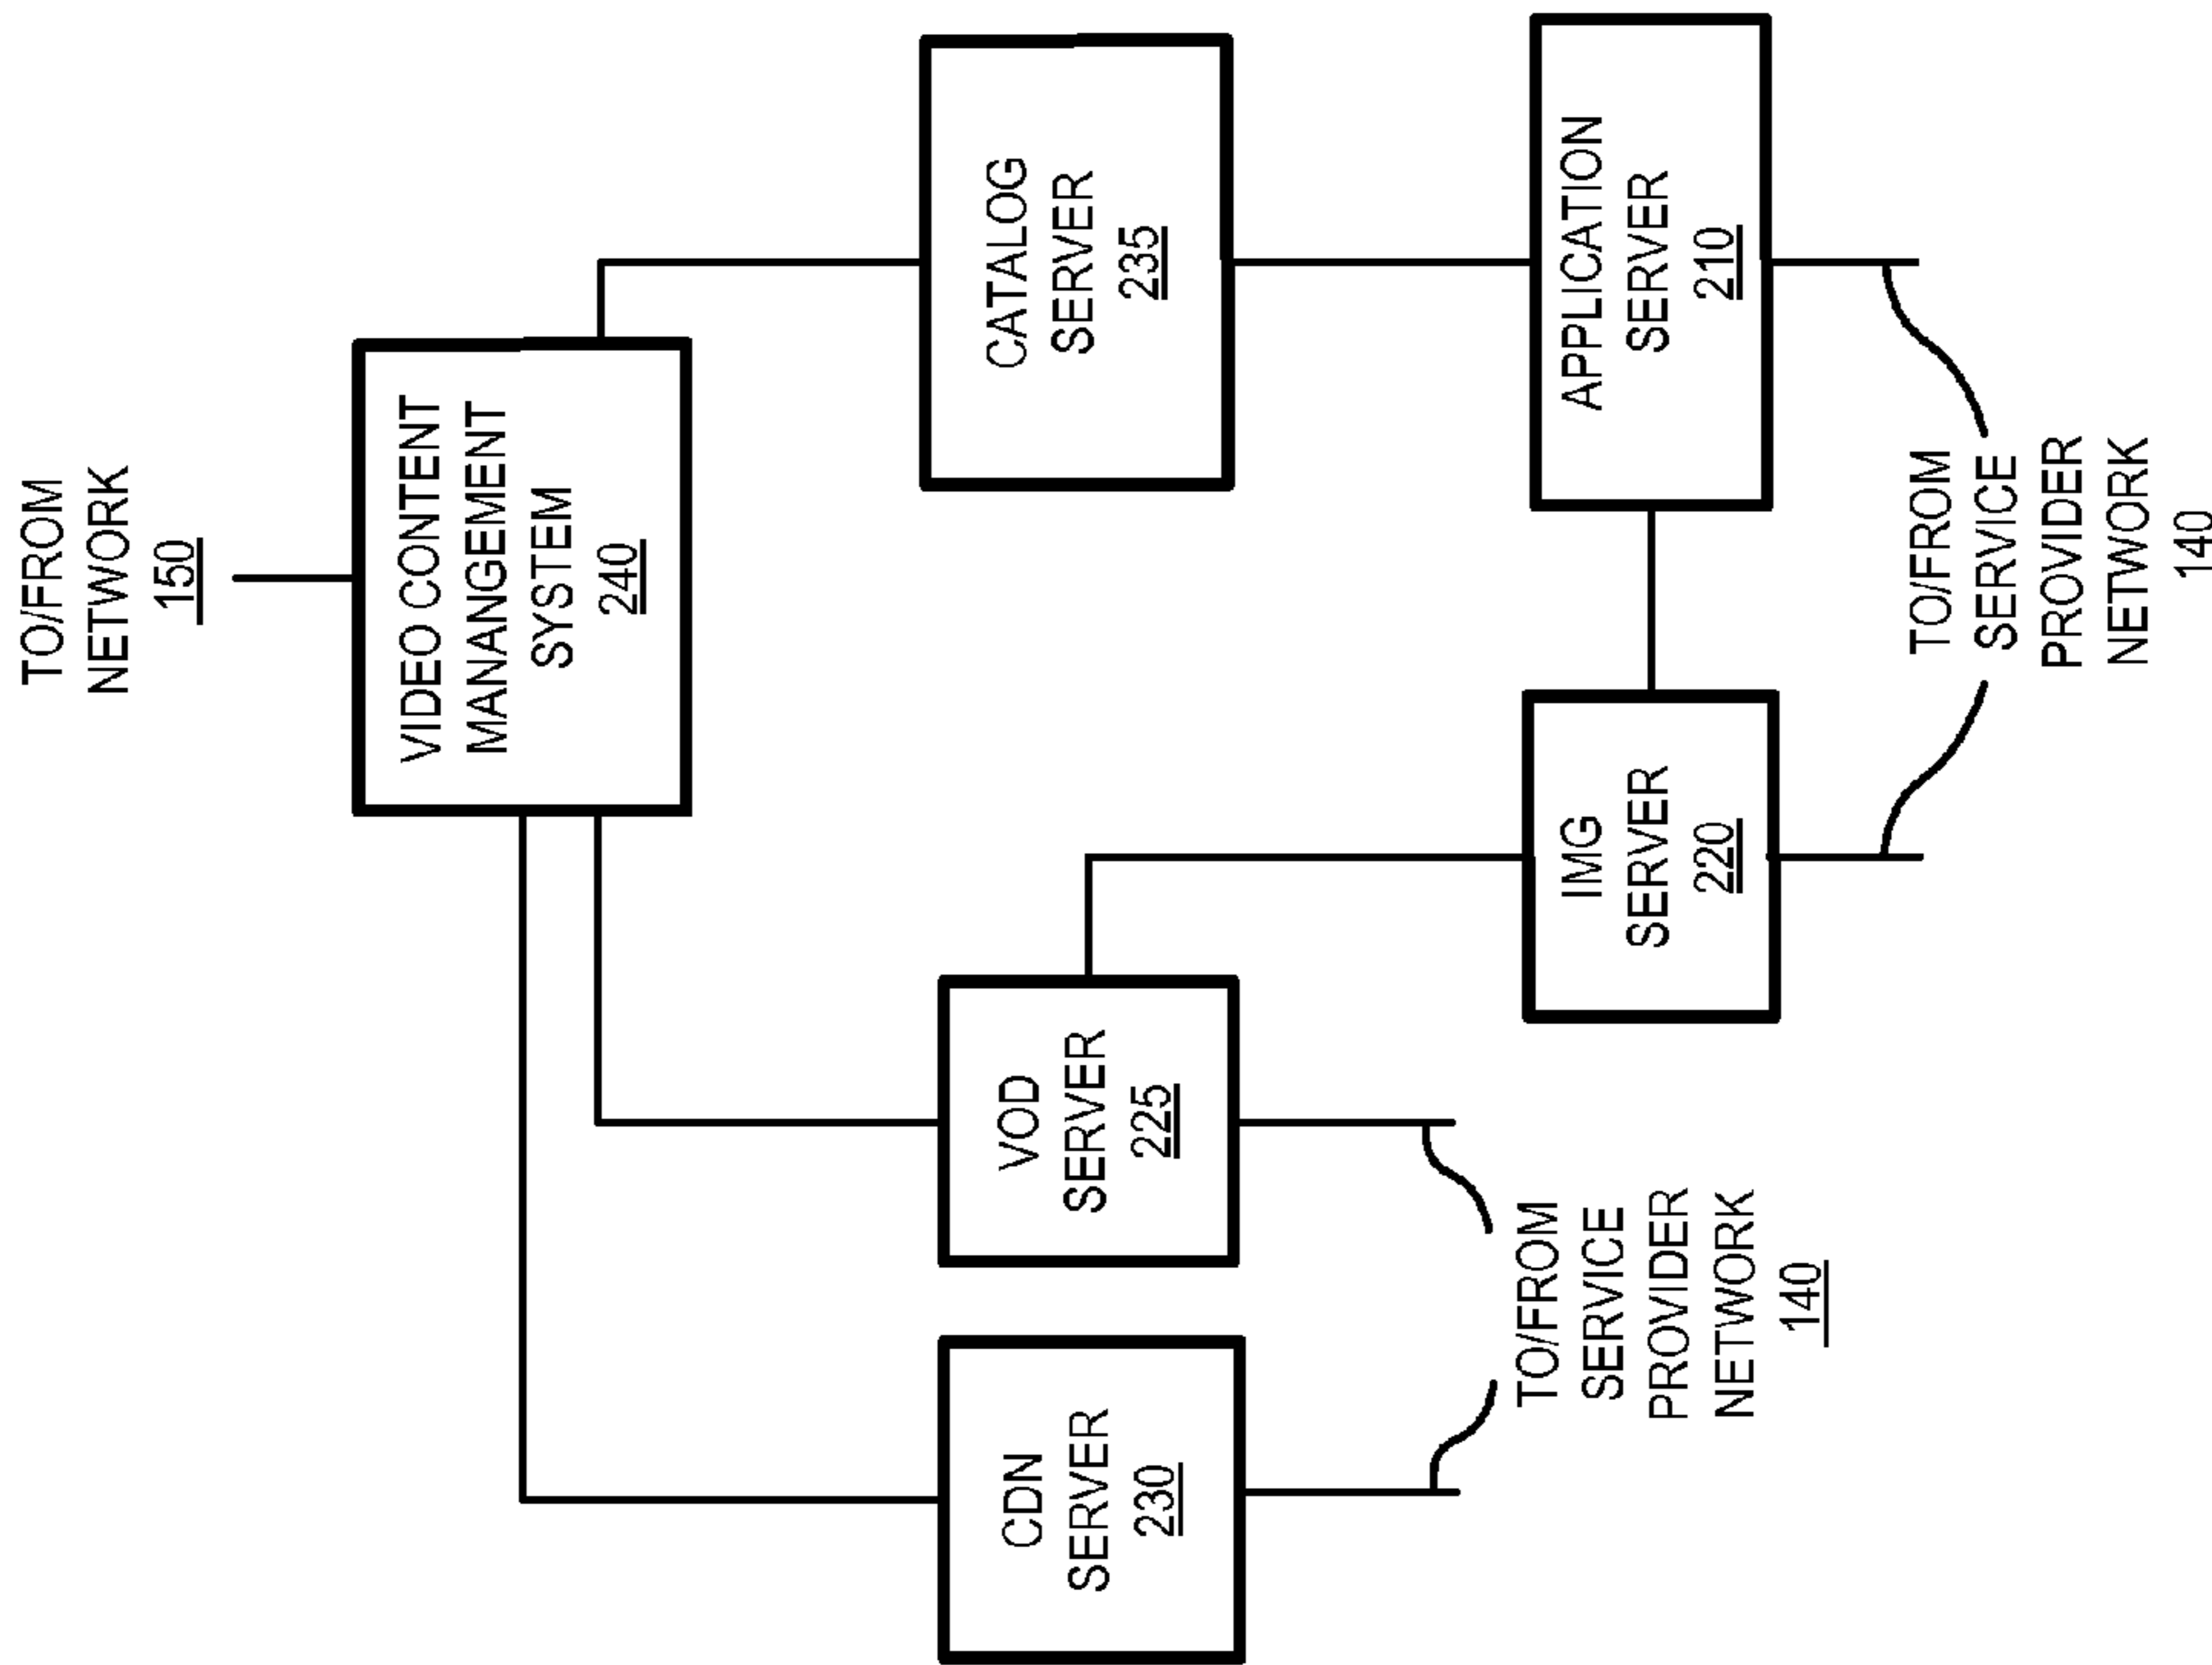 TO/FROM
NETWORK
150
VIDEO CONTENT
MANANGEMENT
SYSTEM
240
CDN
SERVER
230
VOD
SERVER
225
CATALOG
SERVER
235
TO/FROM
SERVICE
PROVIDER
NETWORK
140
IMG
SERVER
220
APPLICATION
SERVER
210
TO/FROM
SERVICE
PROVIDER
NETWORK
140